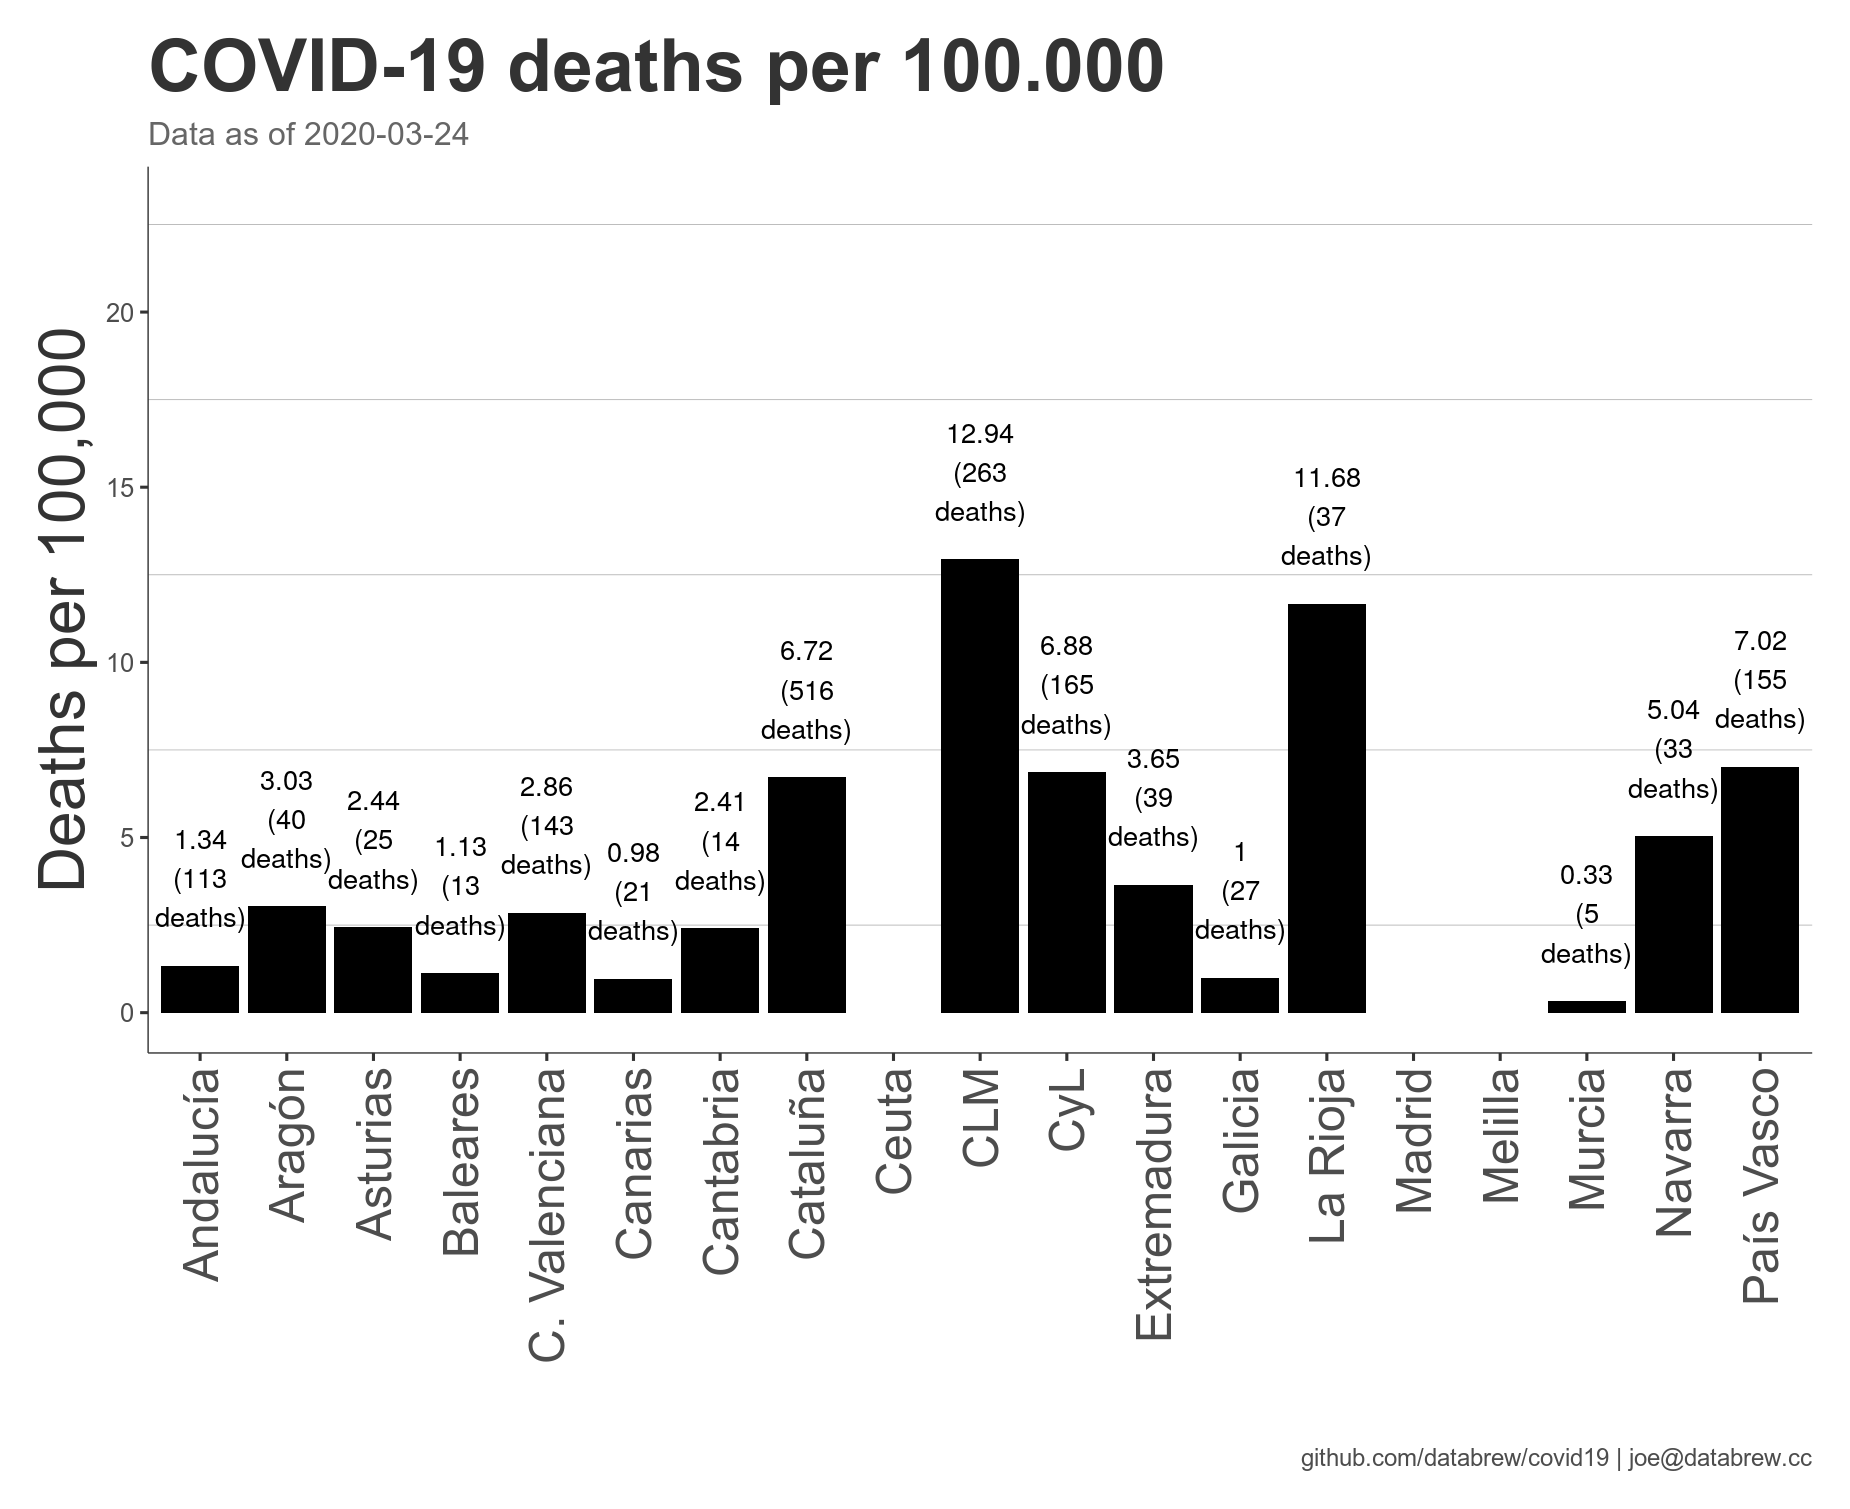 COVID-19 deaths per 100.000
Data as of 2020-03-24
Deaths per 100,000
20
15
10
5
0
1.34
(113
deaths)
3.03
(40
deaths)
2.44
(25
deaths)
1.13
(13
deaths)
2.86
(143
deaths)
0.98
(21
deaths)
2.41
(14
deaths)
6.72
(516
deaths)
12.94
(263
deaths)
6.88
(165
deaths)
3.65
(39
deaths)
1
(27
deaths)
11.68
(37
deaths)
0.33
(5
deaths)
5.04
(33
deaths)
7.02
(155
deaths)
Andalucía
Aragón
Asturias
Baleares
C. Valenciana
Canarias
Cantabria
Cataluña
Ceuta
CLM
CyL
Extremadura
Galicia
La Rioja
Madrid
Melilla
Murcia
Navarra
País Vasco
github.com/databrew/covid19 | joe@databrew.cc